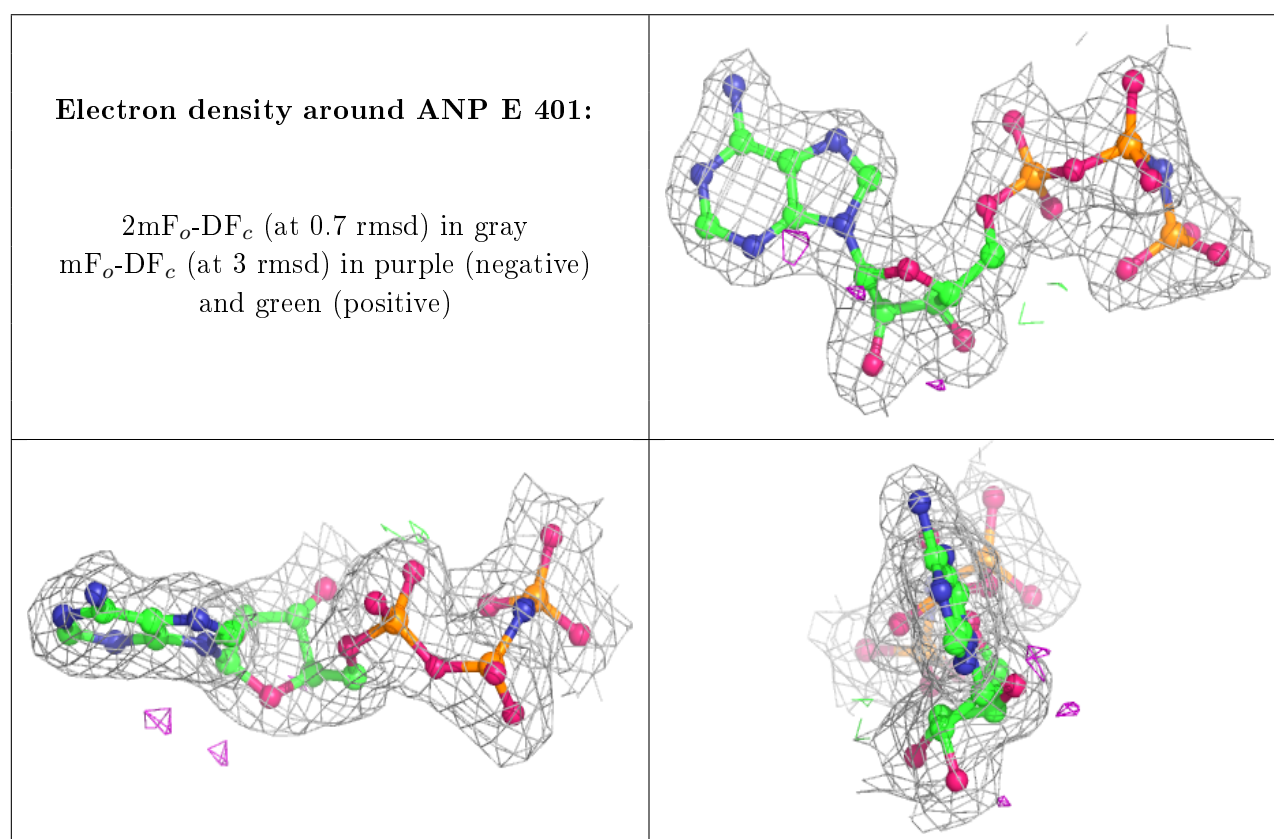 Electron density around ANP E 401:
2mFo-DFc (at 0.7 rmsd) in gray
mFo-DFc (at 3 rmsd) in purple (negative)
and green (positive)